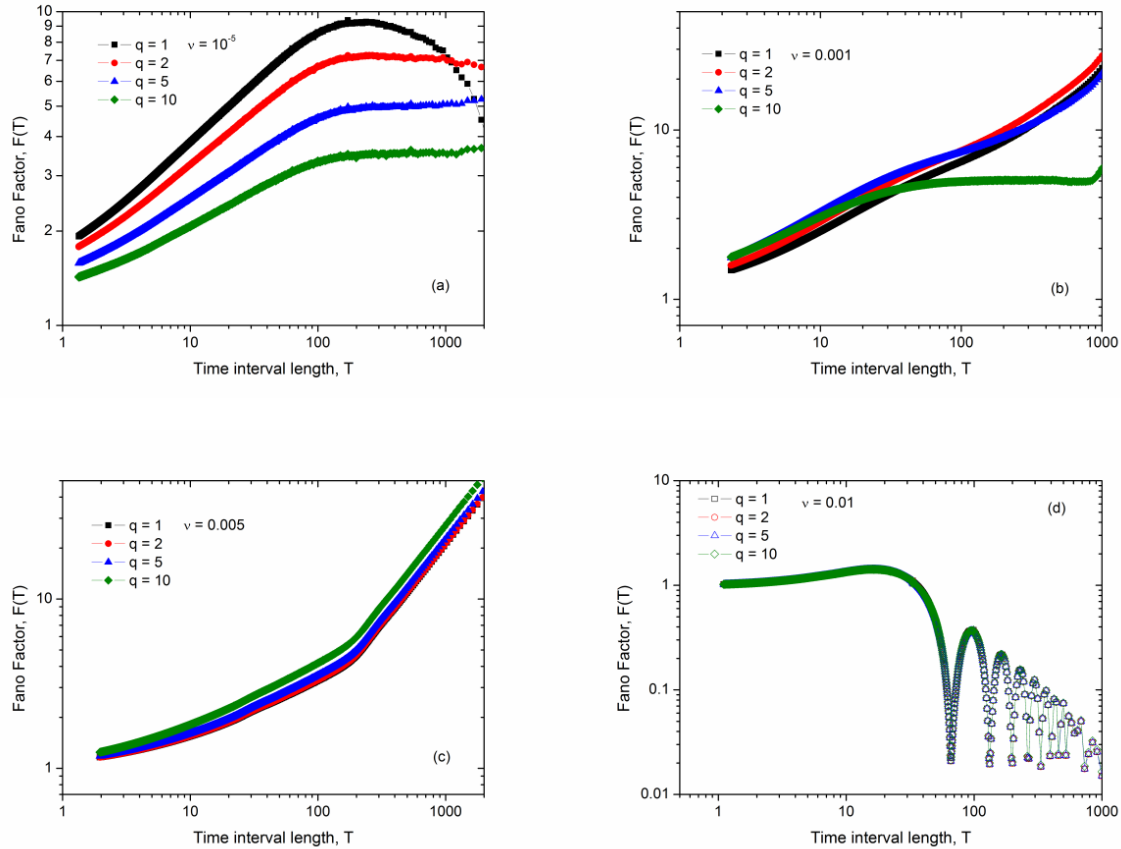 10
9
8
7
6
5
4
3
2
1
q = 1 ν = 10-5
q = 2
q = 5
q = 10
(a)
1 10 100 1000
Time interval length, T
Fano Factor, F(T)
10
1
q = 1 ν = 0.001
q = 2
q = 5
q = 10
(b)
1 10 100 1000
Time interval length, T
Fano Factor, F(T)
10
1
q = 1 ν = 0.005
q = 2
q = 5
q = 10
(c)
1 10 100 1000
Time interval length, T
Fano Factor, F(T)
10
1
0.1
0.01
q = 1 ν = 0.01
q = 2
q = 5
q = 10
(d)
1 10 100 1000
Time interval length, T
Fano Factor, F(T)